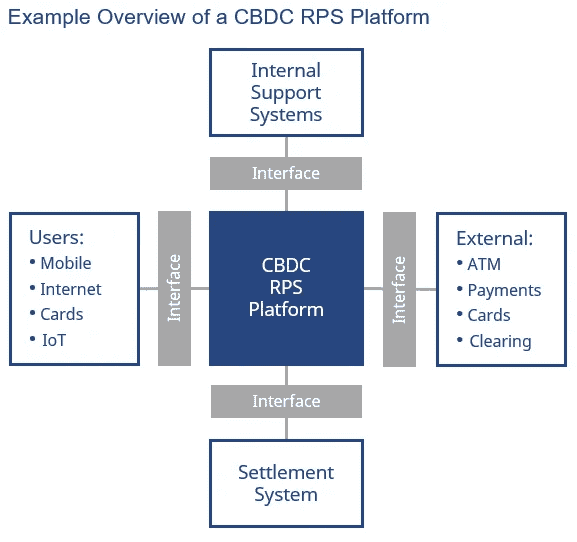 Example Overview of a CBDC RPS Platform
Internal
Support
Systems
Interface
Users:
• Mobile
• Internet
• Cards
• IoT
Interface
CBDC
RPS
Platform
Interface
External:
• ATM
• Payments
• Cards
• Clearing
Interface
Settlement
System